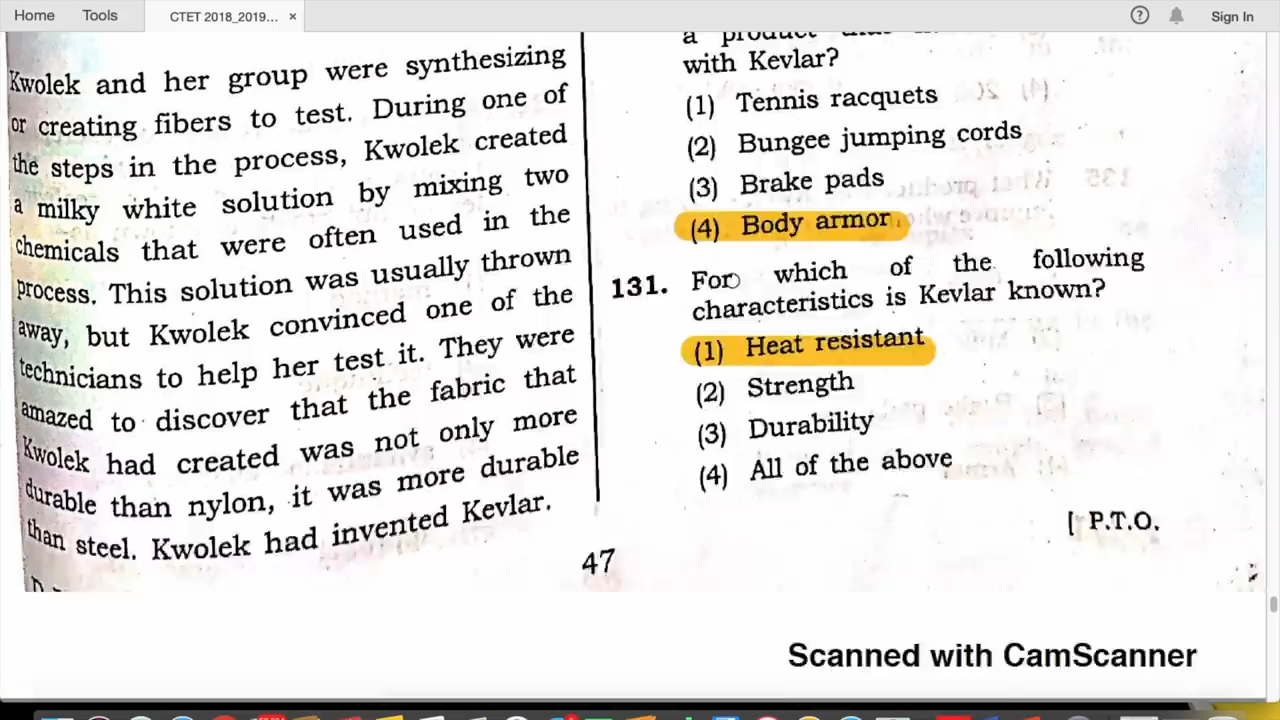 Home Tools CTET 2018_2019... × ? Sign In
Kwolek and her group were synthesizing
or creating fibers to test. During one of
the steps in the process, Kwolek created
a milky white solution by mixing two
chemicals that were often used in the
process. This solution was usually thrown
away, but Kwolek convinced one of the
technicians to help her test it. They were
amazed to discover that the fabric that
Kwolek had created was not only more
durable than nylon, it was more durable
than steel. Kwolek had invented Kevlar.
a product
with Kevlar?
(1) Tennis racquets
(2) Bungee jumping cords
(3) Brake pads
(4) Body armor
131. For which of the following
characteristics is Kevlar known?
(1) Heat resistant
(2) Strength
(3) Durability
(4) All of the above
[ P.T.O.
47
Scanned with CamScanner